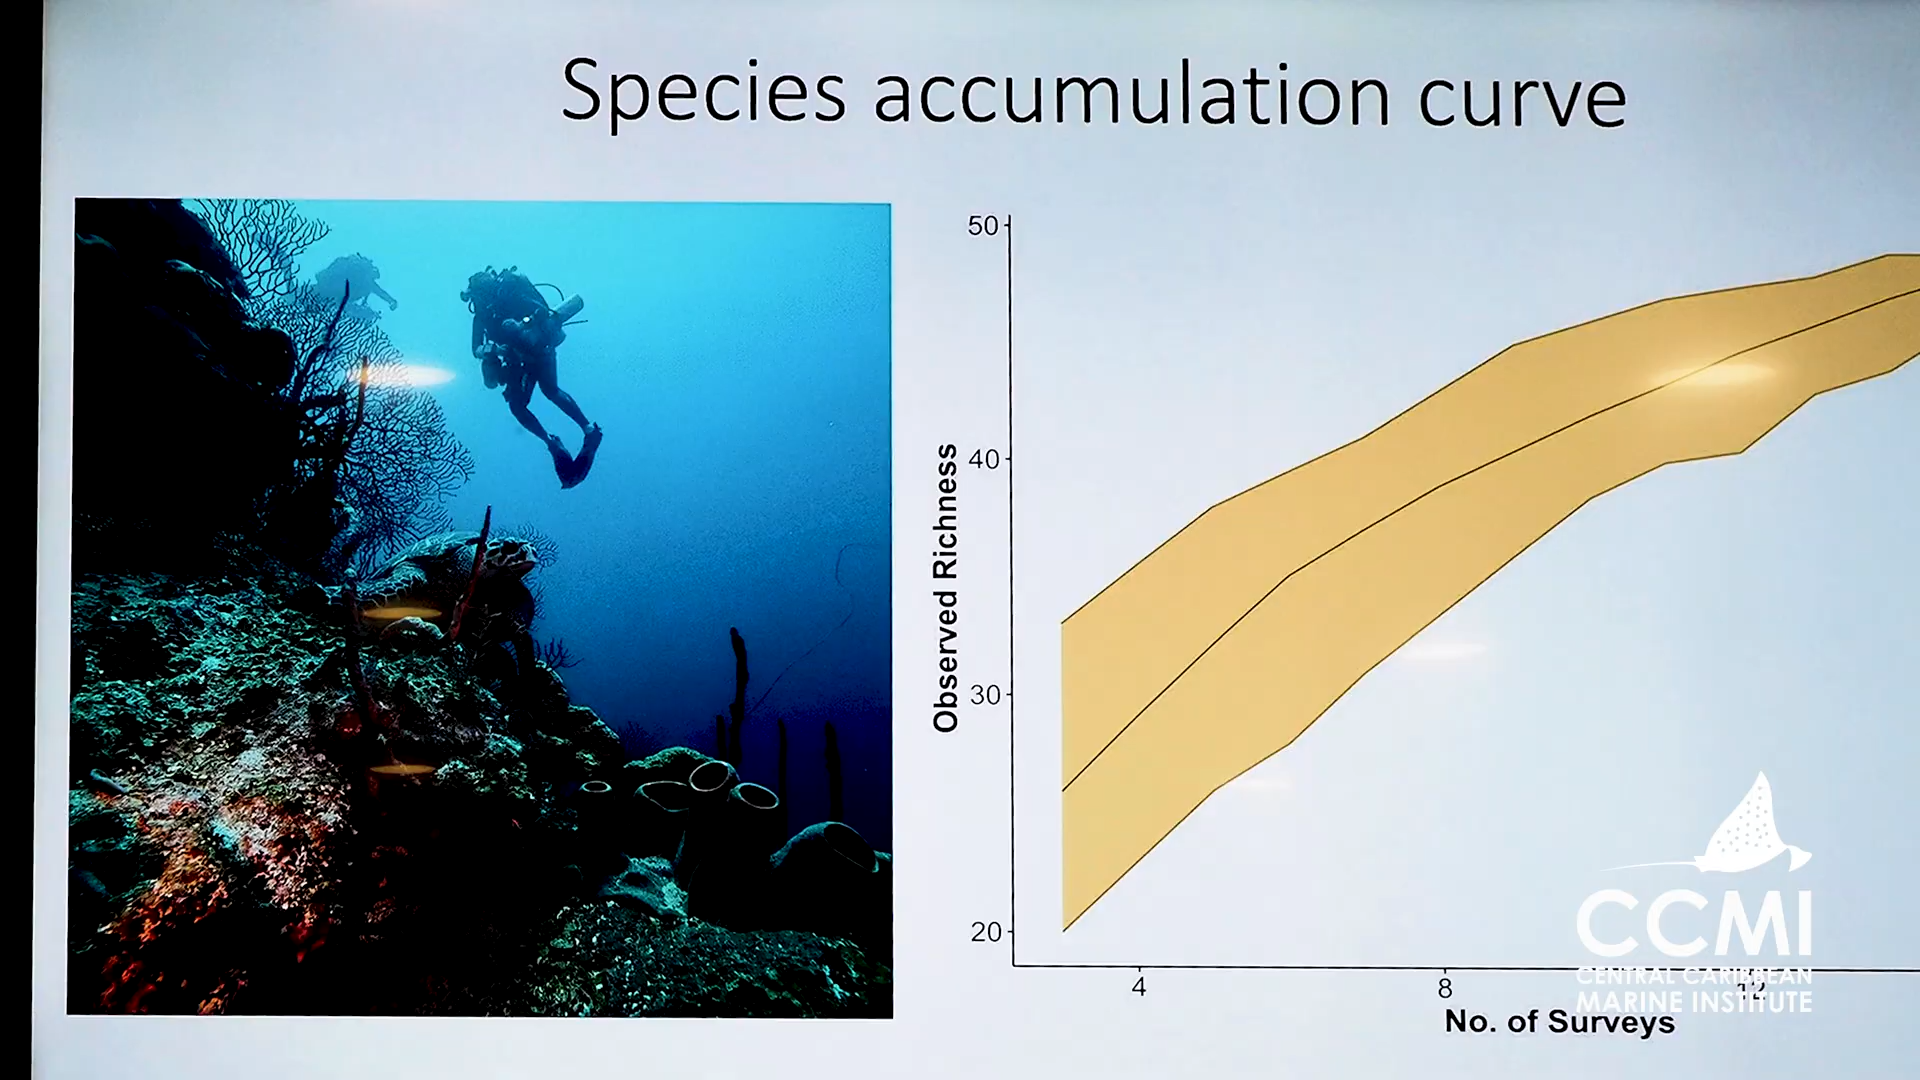 Species accumulation curve
50
40
30
20
Observed Richness
4
8
12
No. of Surveys
CCMI
CENTRAL CARIBBEAN
MARINE INSTITUTE